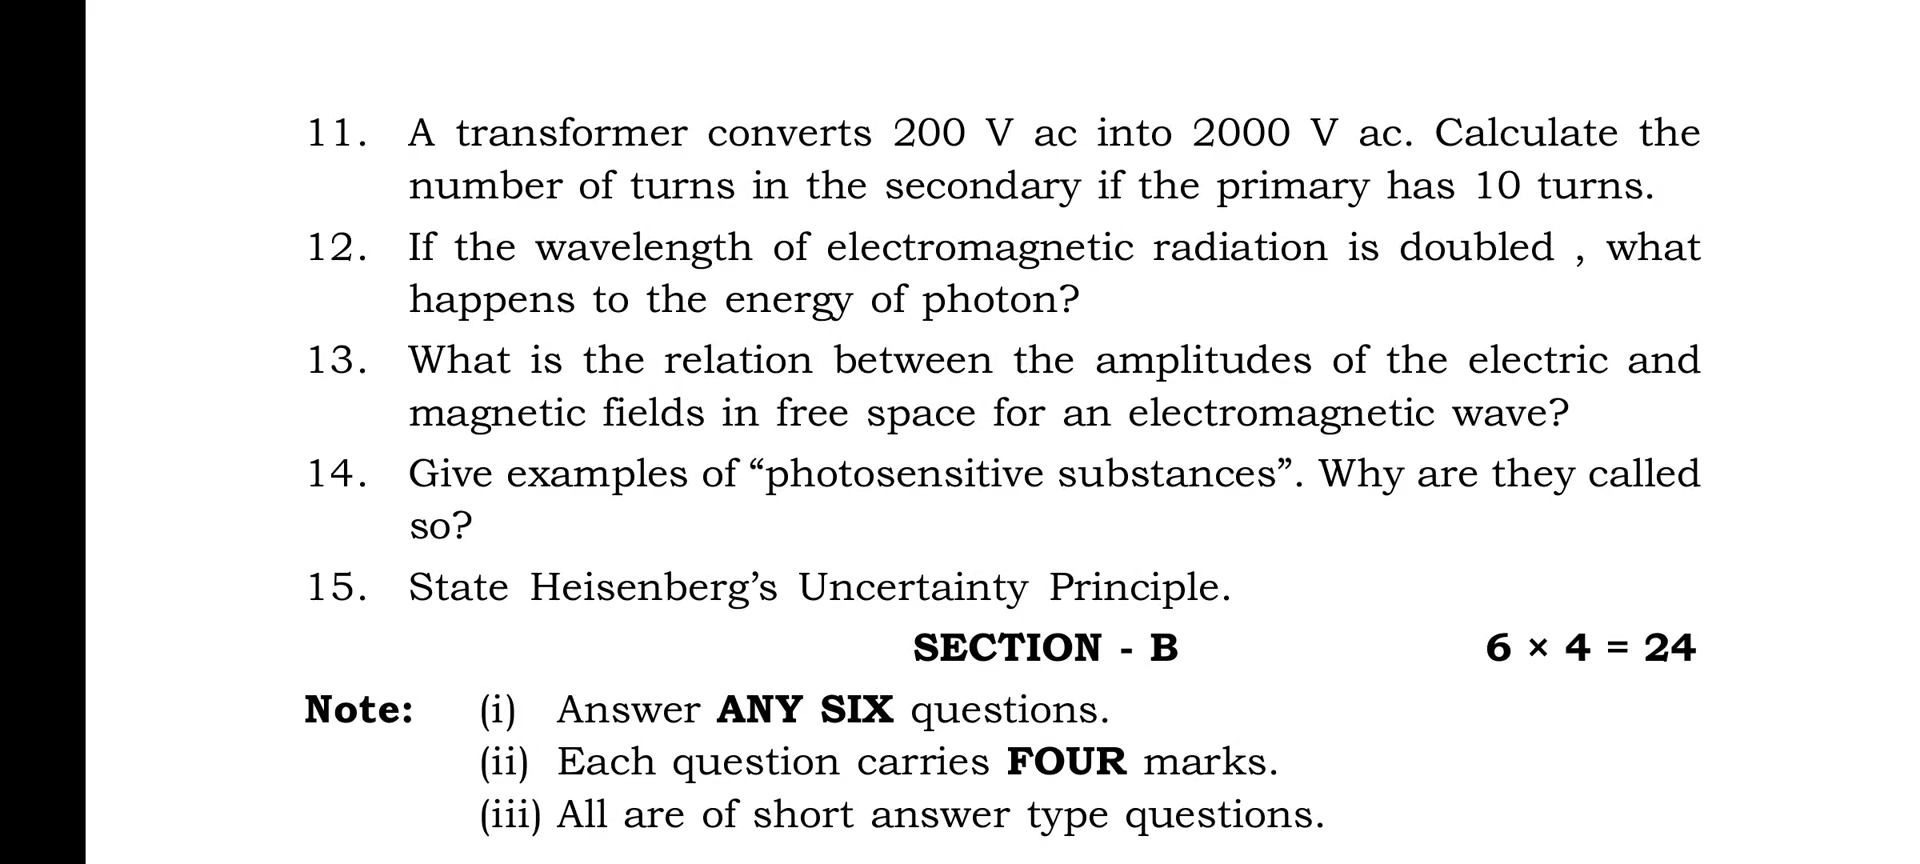 11. A transformer converts 200 V ac into 2000 V ac. Calculate the
number of turns in the secondary if the primary has 10 turns.
12. If the wavelength of electromagnetic radiation is doubled , what
happens to the energy of photon?
13. What is the relation between the amplitudes of the electric and
magnetic fields in free space for an electromagnetic wave?
14. Give examples of “photosensitive substances”. Why are they called
so?
15. State Heisenberg’s Uncertainty Principle.
SECTION - B 6 × 4 = 24
Note: (i) Answer ANY SIX questions.
(ii) Each question carries FOUR marks.
(iii) All are of short answer type questions.